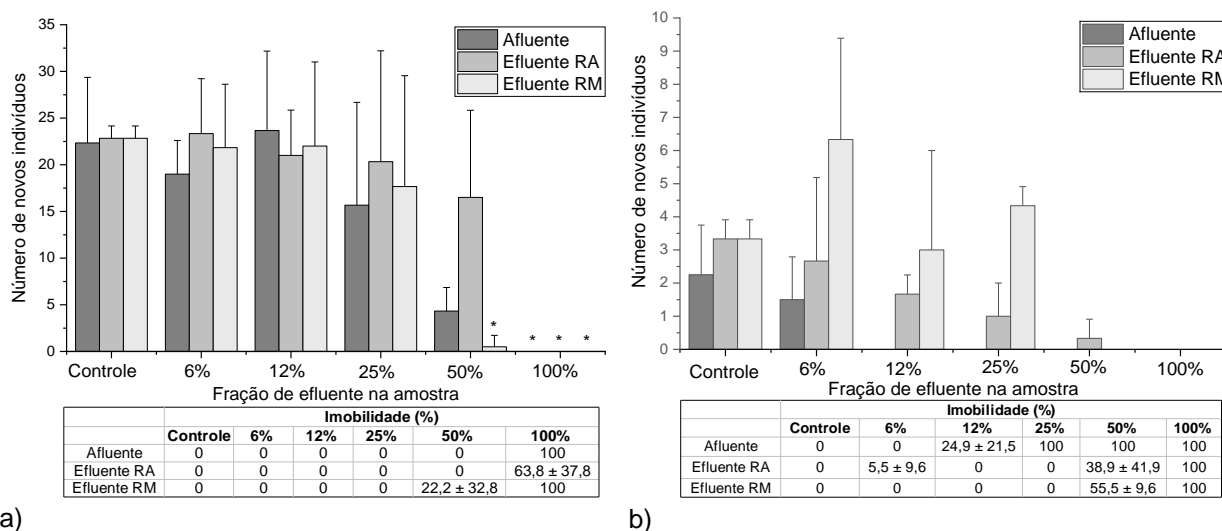 35
30
25
20
15
10
5
0
Número de novos indivíduos
Afluente
Efluente RA
Efluente RM
*
* * *
Controle 6% 12% 25% 50% 100%
Fração de efluente na amostra
Imobilidade (%)
Controle 6% 12% 25% 50% 100%
Afluente 0 0 0 0 0 100
Efluente RA 0 0 0 0 0 63,8 ± 37,8
Efluente RM 0 0 0 0 22,2 ± 32,8 100
a)
10
9
8
7
6
5
4
3
2
1
0
Número de novos indivíduos
Afluente
Efluente RA
Efluente RM
Controle 6% 12% 25% 50% 100%
Fração de efluente na amostra
Imobilidade (%)
Controle 6% 12% 25% 50% 100%
Afluente 0 0 24,9 ± 21,5 100 100 100
Efluente RA 0 5,5 ± 9,6 0 0 38,9 ± 41,9 100
Efluente RM 0 0 0 0 55,5 ± 9,6 100
b)